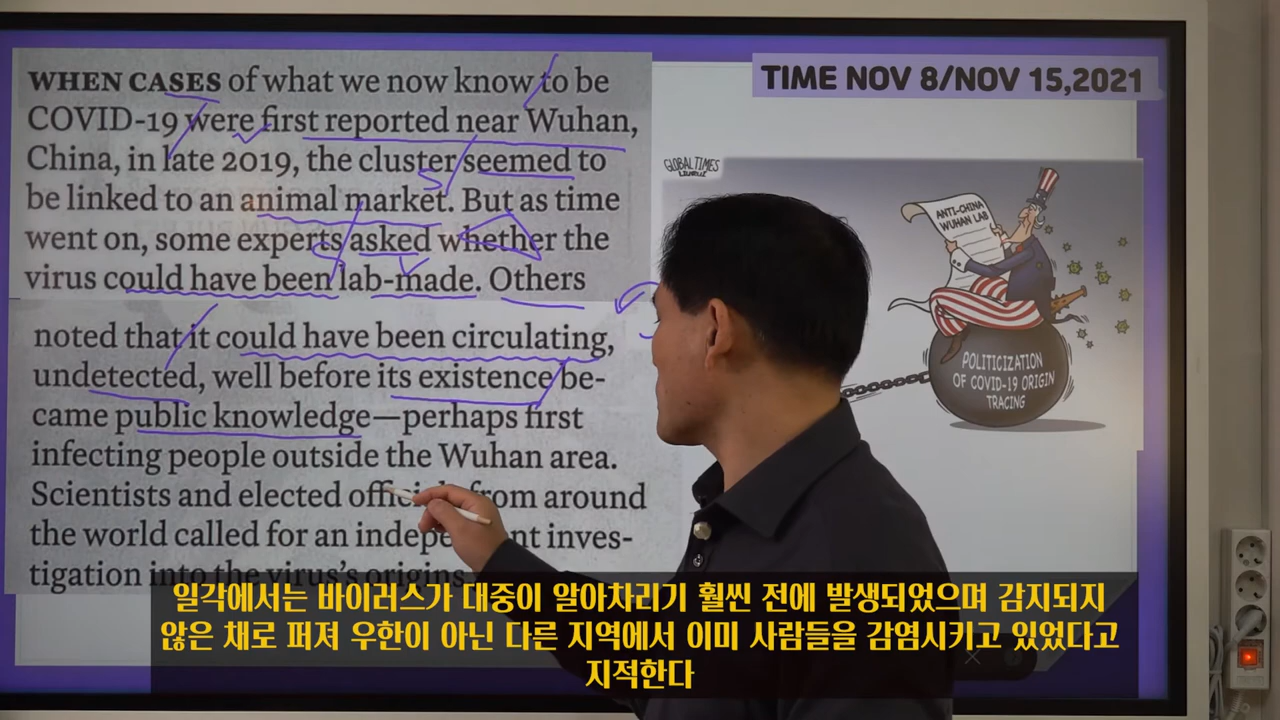 WHEN CASES of what we now know to be
COVID-19 were first reported near Wuhan,
China, in late 2019, the cluster seemed to
be linked to an animal market. But as time
went on, some experts asked whether the
virus could have been lab-made. Others
noted that it could have been circulating,
undetected, well before its existence be-
came public knowledge—perhaps first
infecting people outside the Wuhan area.
Scientists and elected from around
the world called for an inves-
tigation into the virus's origins
TIME NOV 8/NOV 15,2021
GLOBAL TIMES
ANTI-CHINA
WUHAN LAB
POLITICIZATION
OF COVID-19 ORIGIN
TRACING
일각에서는 바이러스가 대중이 알아차리기 훨씬 전에 발생되었으며 감지되지
않은 채로 퍼져 우한이 아닌 다른 지역에서 이미 사람들을 감염시키고 있었다고
지적한다